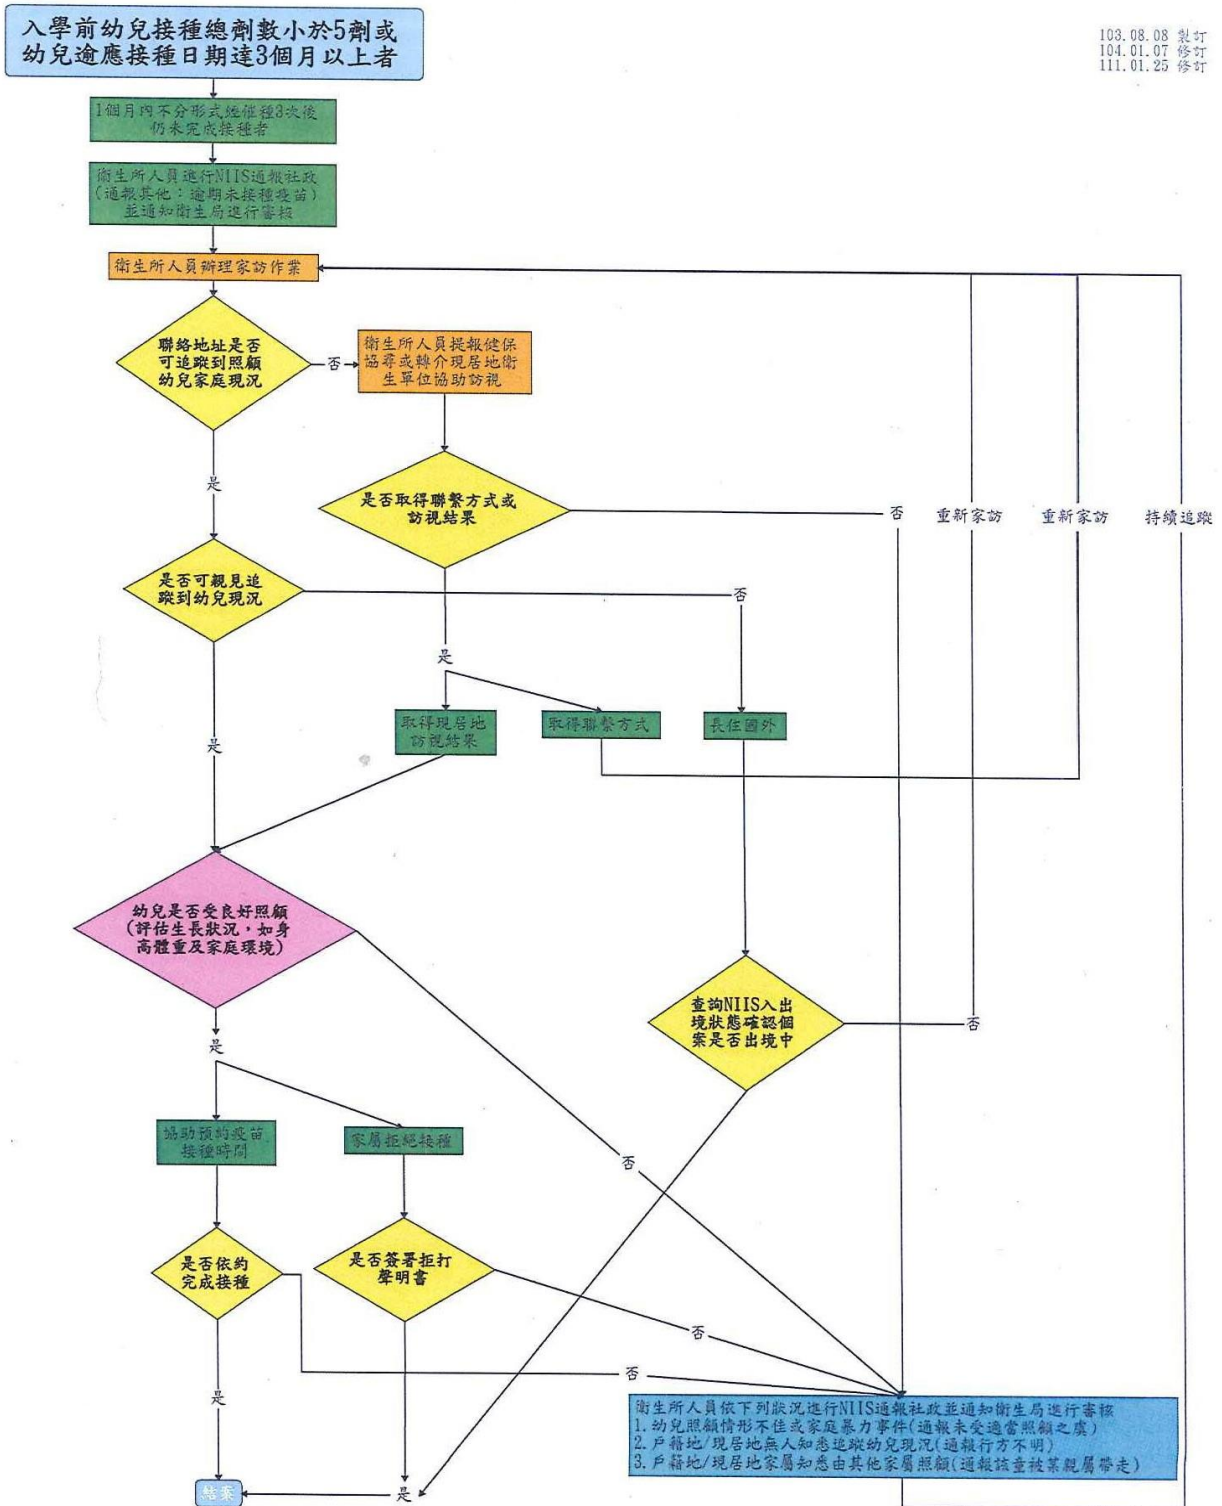 入學前幼兒接種總劑數小於5劑或
幼兒逾應接種日期達3個月以上者
103.08.08 製訂
104.01.07 修訂
111.01.25 修訂
1個月內不分形式經催種3次後
仍未完成接種者
衛生所人員進行NIIS通報社政
(通報其他：逾期未接種疫苗)
並通知衛生局進行審核
衛生所人員辦理家訪作業
聯絡地址是否
可追蹤到照顧
幼兒家庭現況
否
衛生所人員提報健保
協尋或轉介現居地衛
生單位協助訪視
是
是否取得聯繫方式或
訪視結果
否
重新家訪
重新家訪
持續追蹤
是否可親見追
蹤到幼兒現況
否
是
取得現居地
訪視結果
取得聯繫方式
長住國外
是
幼兒是否受良好照顧
(評估生長狀況，如身
高體重及家庭環境)
查詢NIIS入出
境狀態確認個
案是否出境中
否
是
協助預約疫苗
接種時間
家屬拒絕接種
否
是否依約
完成接種
是否簽署拒打
聲明書
否
否
是
衛生所人員依下列狀況進行NIIS通報社政並通知衛生局進行審核
1.幼兒照顧情形不佳或家庭暴力事件(通報未受適當照顧之虞)
2.戶籍地/現居地無人知悉追蹤幼兒現況(通報行方不明)
3.戶籍地/現居地家屬知悉由其他家屬照顧(通報該童被某親屬帶走)
結案
是